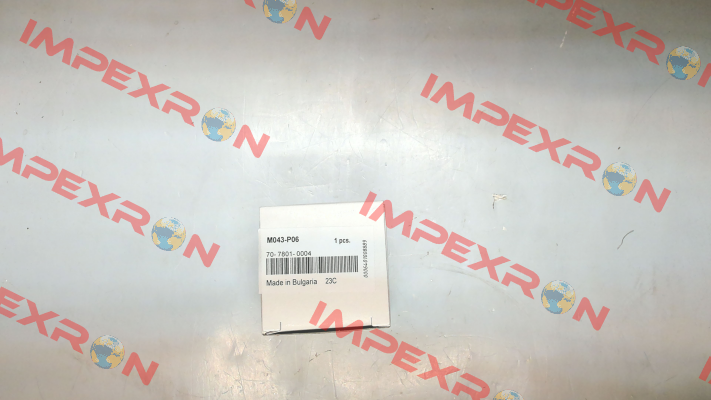 IMPEXRON
IMPEXRON
IMPEXRON
IMPEXRON
IMPEXRON
IMPEXRON
IMPEXRON
IMPEXRON
M043-P06 1 pcs.
70-7801-0004
Made in Bulgaria 23C